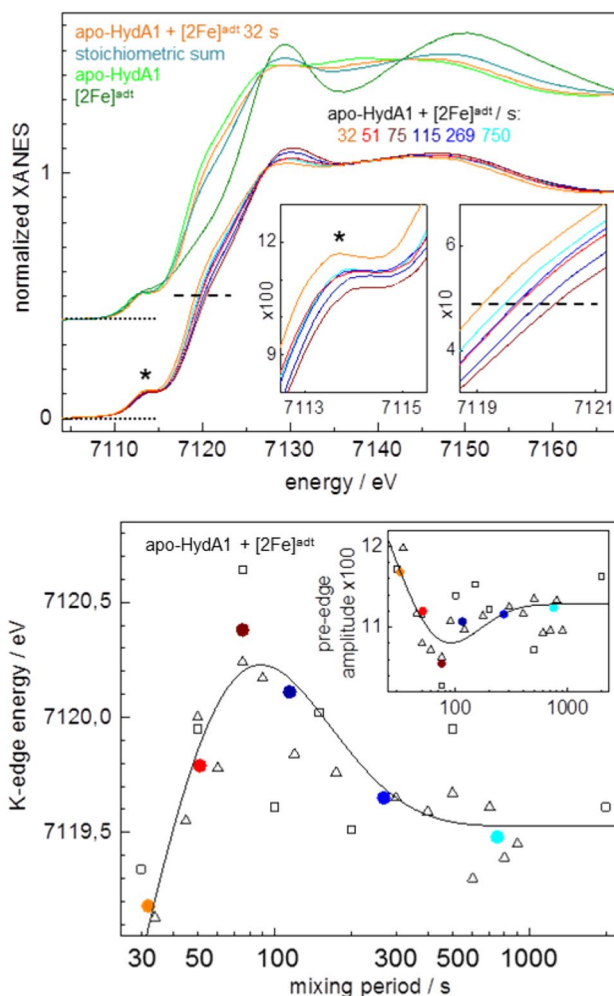 apo-HydA1 + [2Fe]ᵃᵈᵗ 32 s
stoichiometric sum
apo-HydA1
[2Fe]ᵃᵈᵗ
apo-HydA1 + [2Fe]ᵃᵈᵗ / s:
32 51 75 115 269 750
normalized XANES
1
0
*
*
12
x100
9
7113 7115
6
x10
4
7119 7121
7110 7120 7130 7140 7150 7160
energy / eV
apo-HydA1 + [2Fe]ᵃᵈᵗ
K-edge energy / eV
7120,5
7120,0
7119,5
pre-edge
amplitude x100
12
11
11
100 1000
30 50 100 300 500 1000
mixing period / s